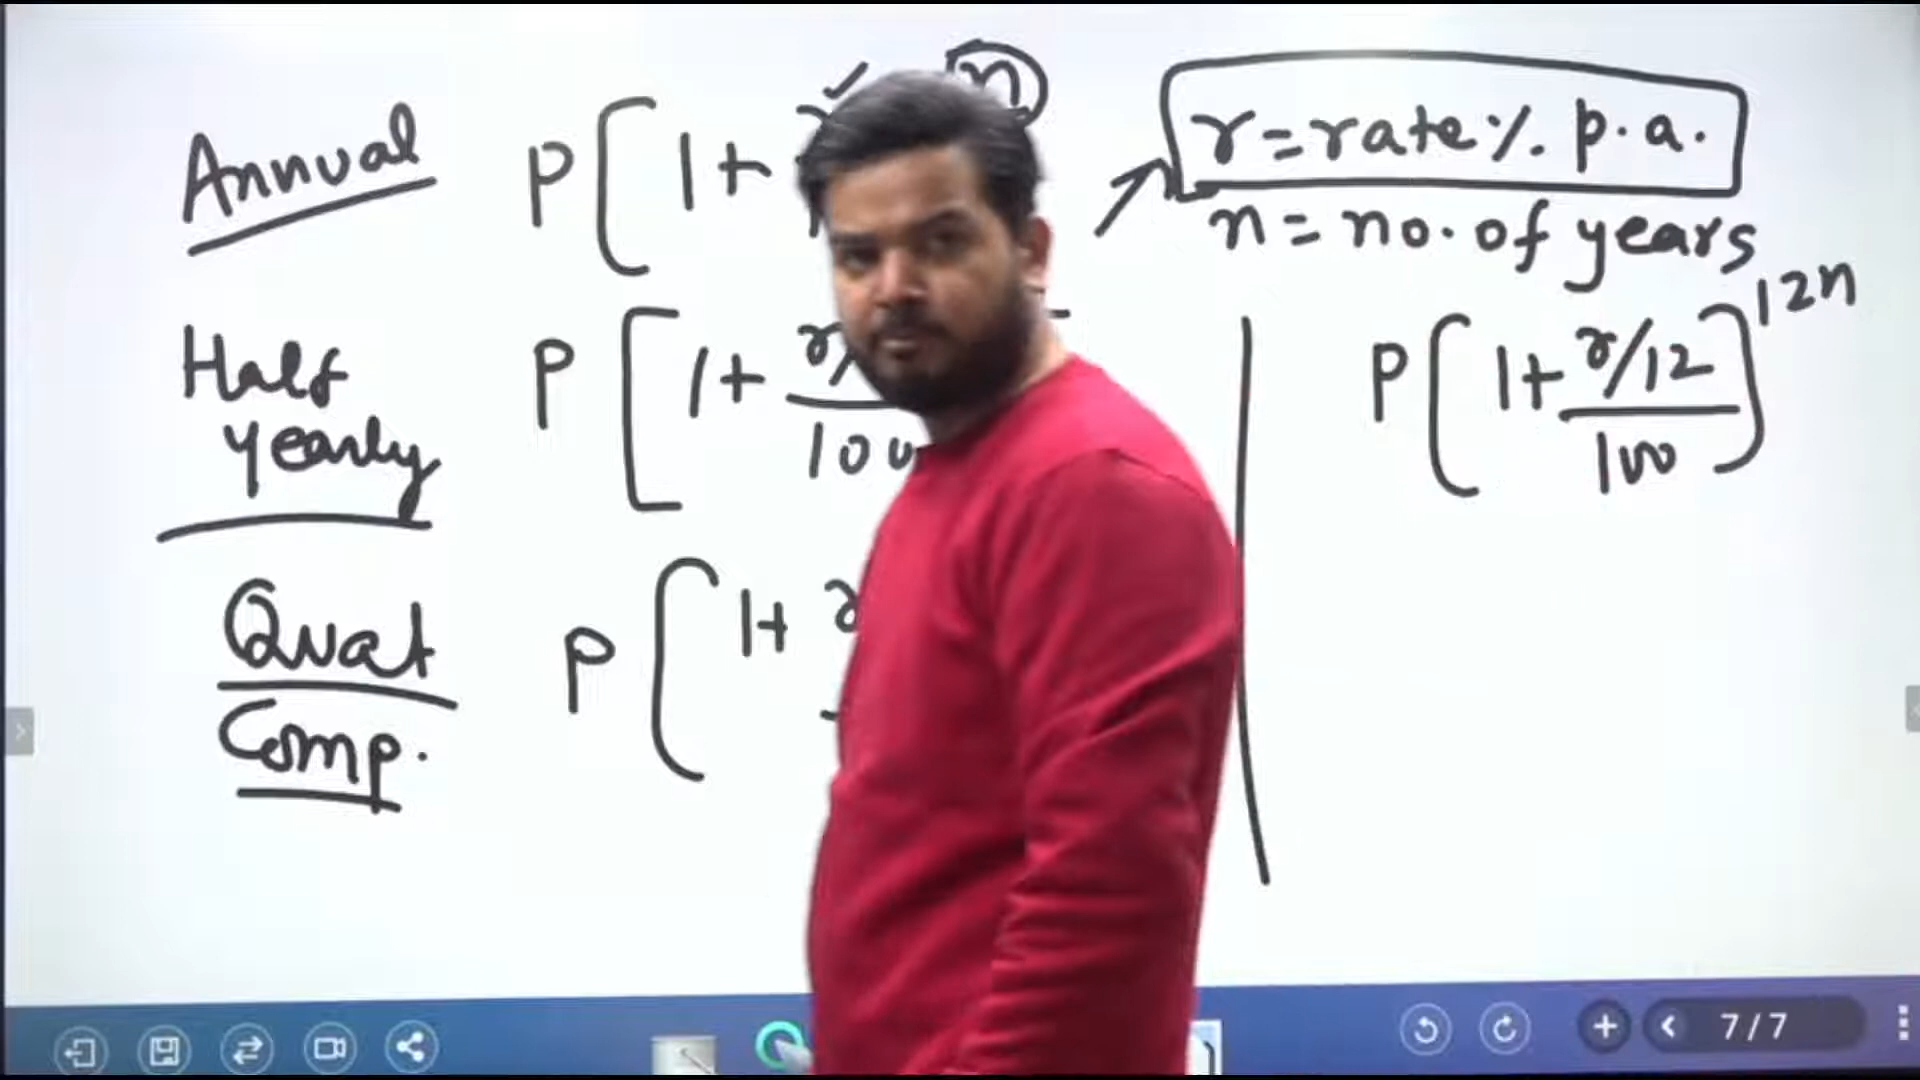 Annual P[1+ n
r=rate % p.a.
n=no. of years
Half P[1+ r/
yearly 100
P[1+ r/12]12n
100
Quat P(1+ r
Comp.
7/7